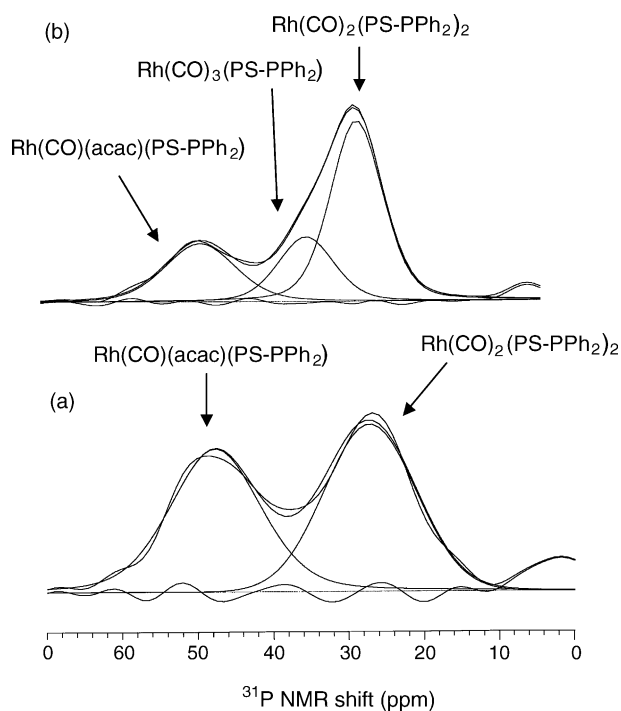 (b)
Rh(CO)₂(PS-PPh₂)₂
Rh(CO)₃(PS-PPh₂)
Rh(CO)(acac)(PS-PPh₂)
Rh(CO)(acac)(PS-PPh₂)
Rh(CO)₂(PS-PPh₂)₂
(a)
0 60 50 40 30 20 10 0
³¹P NMR shift (ppm)